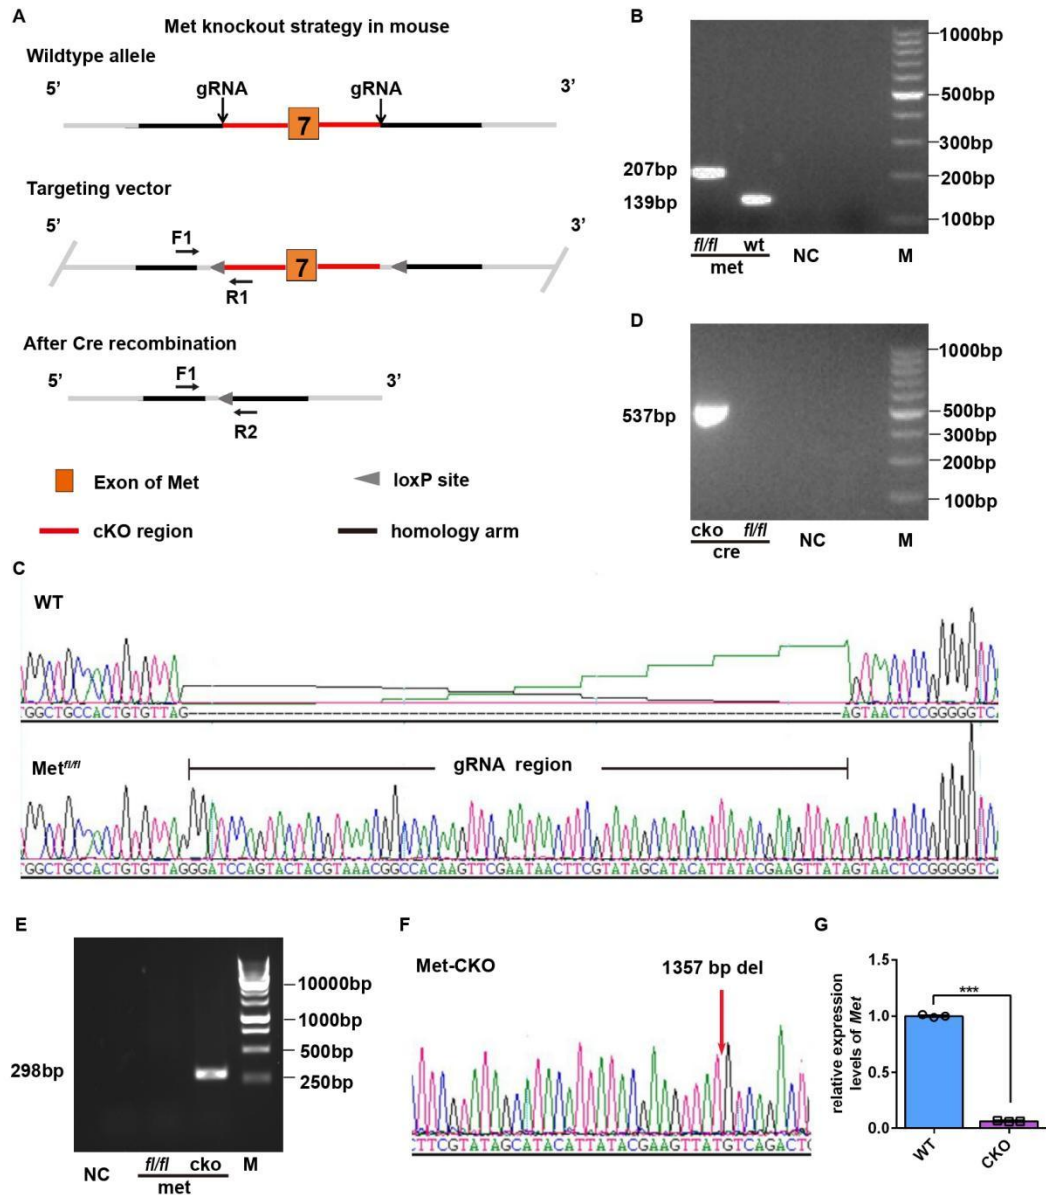 A
Met knockout strategy in mouse
Wildtype allele
5’
gRNA
gRNA
3’
7
Targeting vector
5’
F1
3’
7
R1
After Cre recombination
5’
F1
3’
R2
Exon of Met
loxP site
cKO region
homology arm
B
1000bp
500bp
300bp
207bp
200bp
139bp
100bp
fl/fl wt
met
NC
M
D
1000bp
537bp
500bp
300bp
200bp
100bp
cko fl/fl
cre
NC
M
C
WT
GGCTGCCACTGTGTTAG
AGTAACTCCGGGGGTC
Metfl/fl
gRNA region
GGCTGCCACTGTGTTAGGGATCCAGTACTACGTAAACGGCCACAAGTTCGAATAACTTCGTATAGCATACATTATACGAAGTTATAGTAACTCCGGGGGTC
E
10000bp
1000bp
500bp
298bp
250bp
NC
fl/fl cko
met
M
F
Met-CKO
1357 bp del
CTTCGTATAGCATACATTATACGAAGTTATGTCAGACTG
G
relative expression
levels of Met
1.5
1.0
0.5
0.0
***
WT
CKO